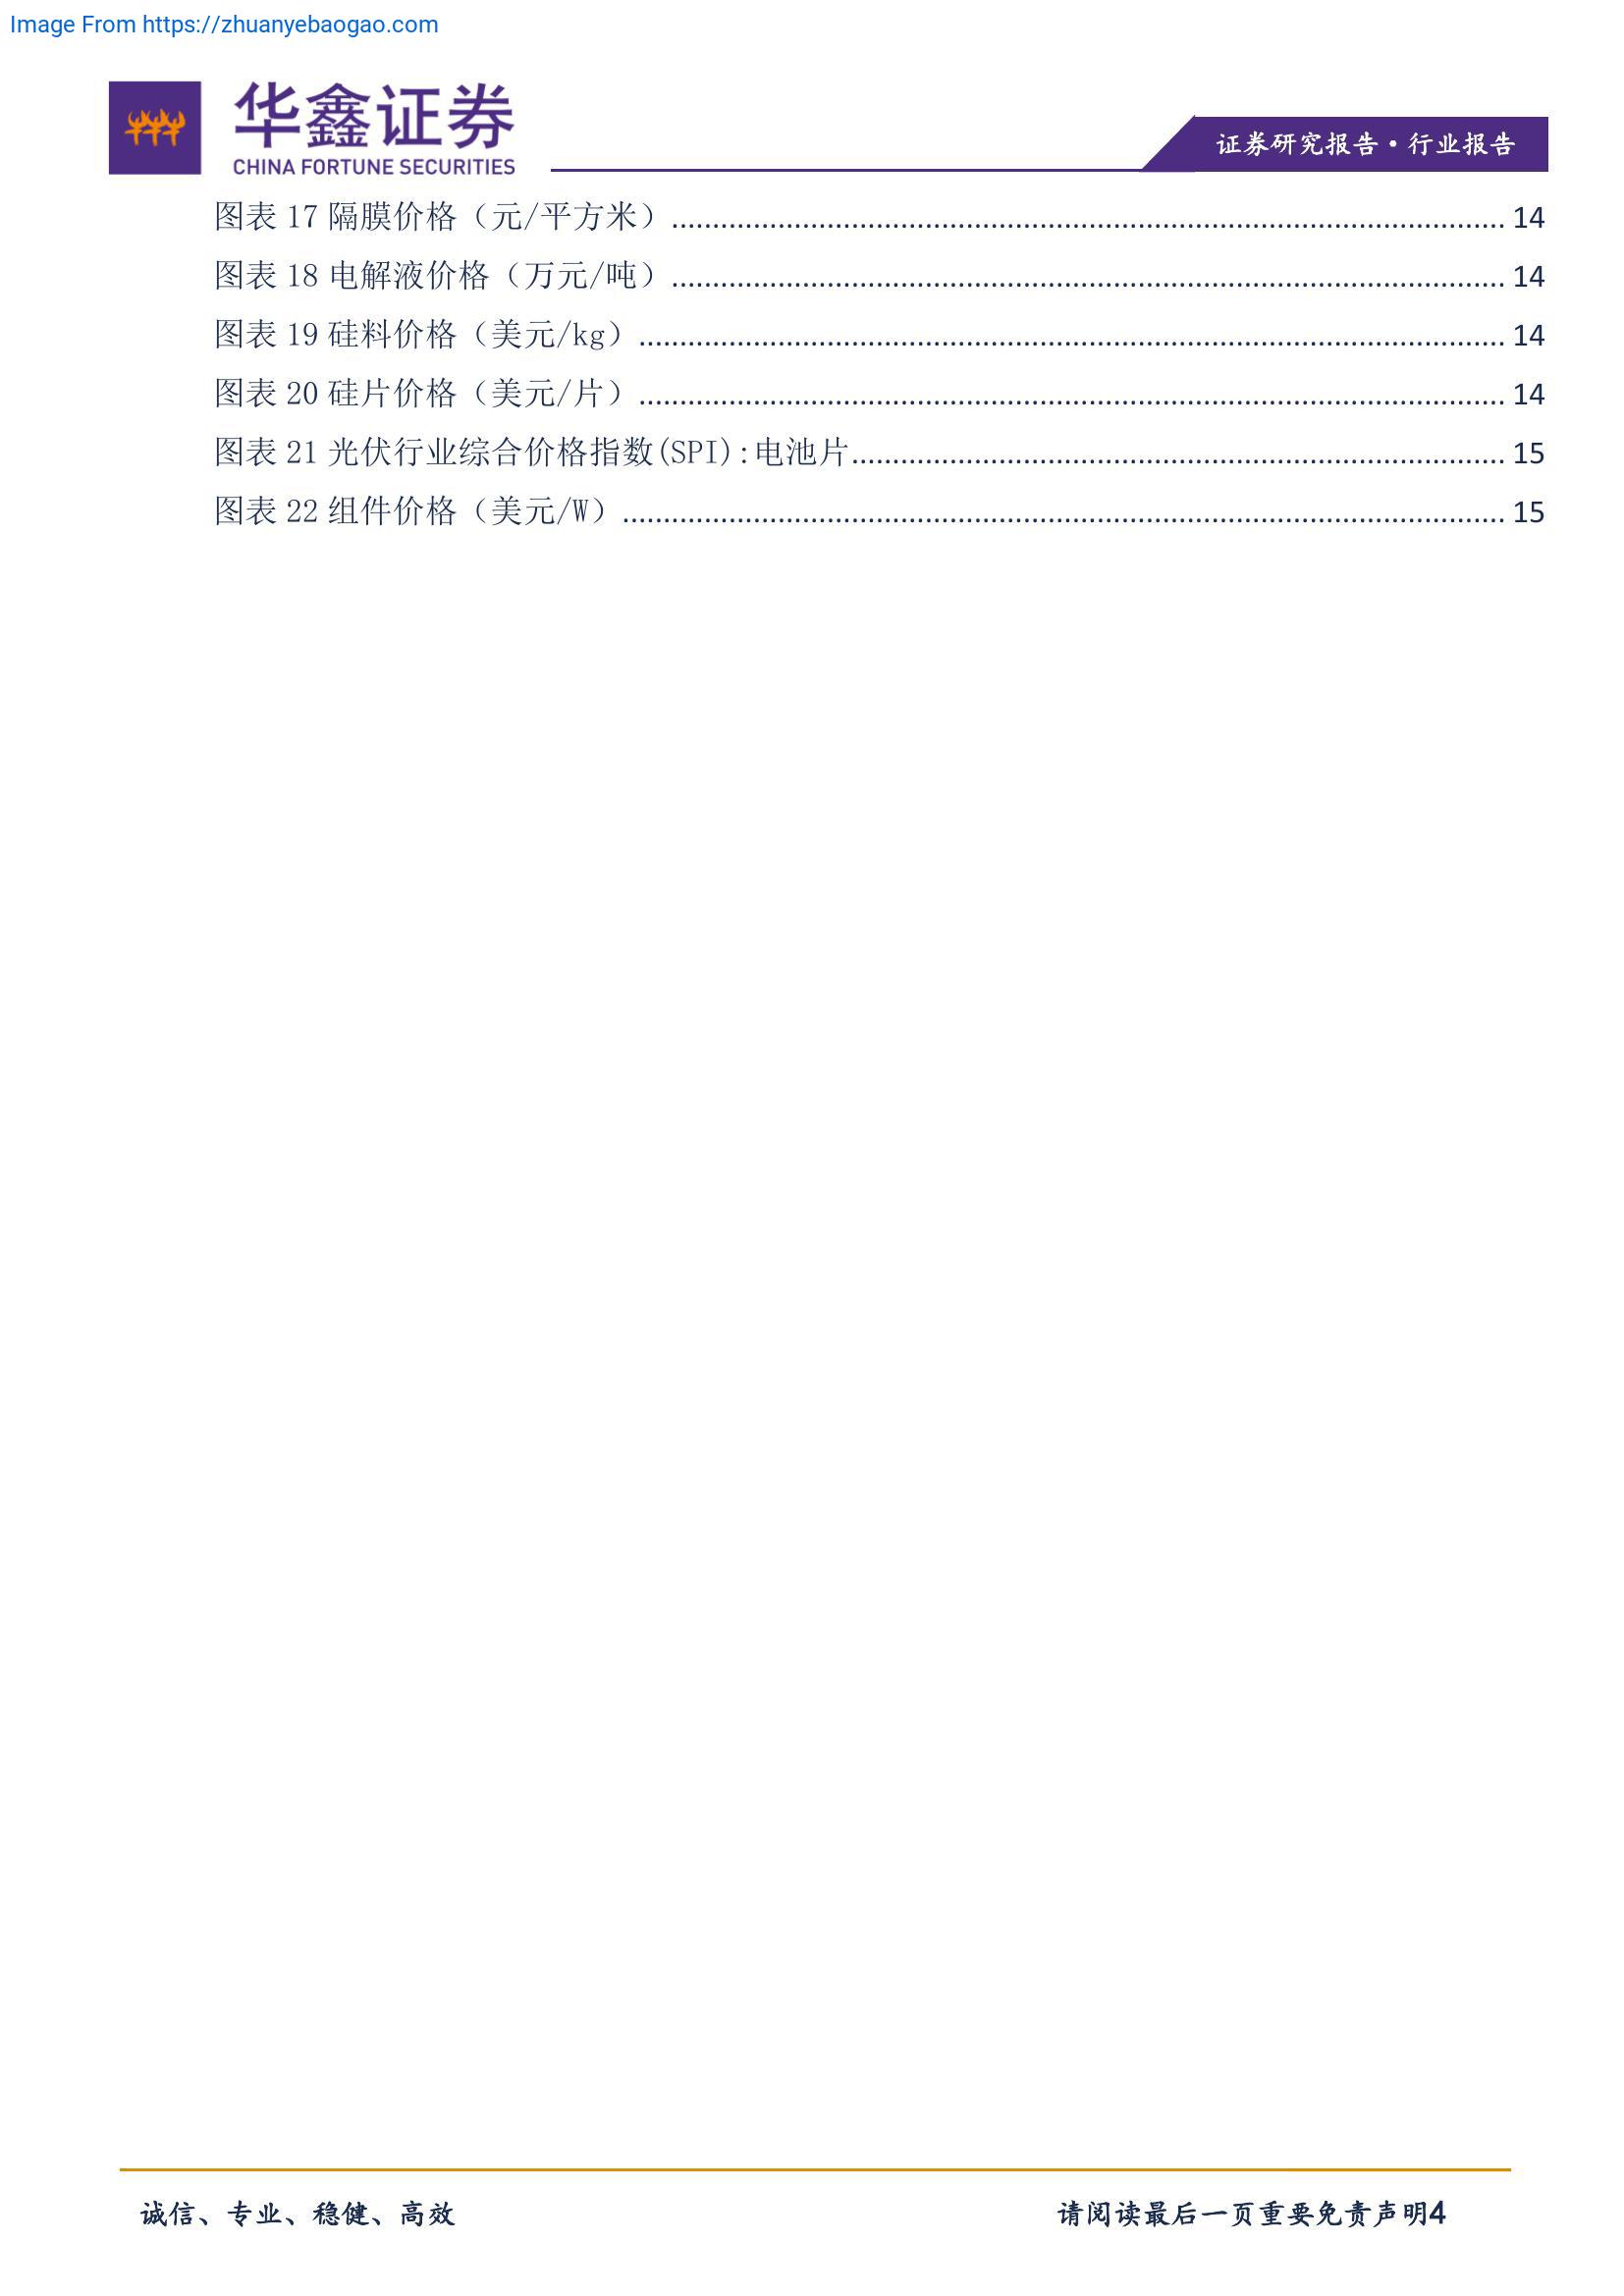 Image From https://zhuanyebaogao.com
华鑫证券
CHINA FORTUNE SECURITIES
证券研究报告·行业报告
图表 17 隔膜价格（元/平方米）........ 14
图表 18 电解液价格（万元/吨）........ 14
图表 19 硅料价格（美元/kg）........ 14
图表 20 硅片价格（美元/片）........ 14
图表 21 光伏行业综合价格指数(SPI):电池片........ 15
图表 22 组件价格（美元/W）........ 15
诚信、专业、稳健、高效
请阅读最后一页重要免责声明4